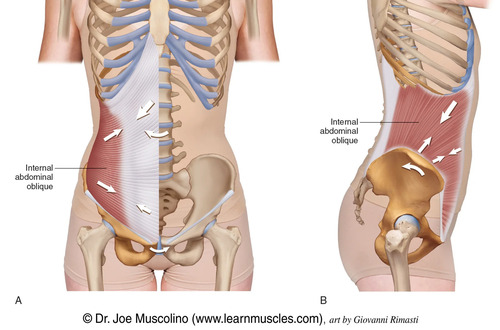 Internal
abdominal
oblique
Internal
abdominal
oblique
A
B
© Dr. Joe Muscolino (www.learnmuscles.com), art by Giovanni Rimasti